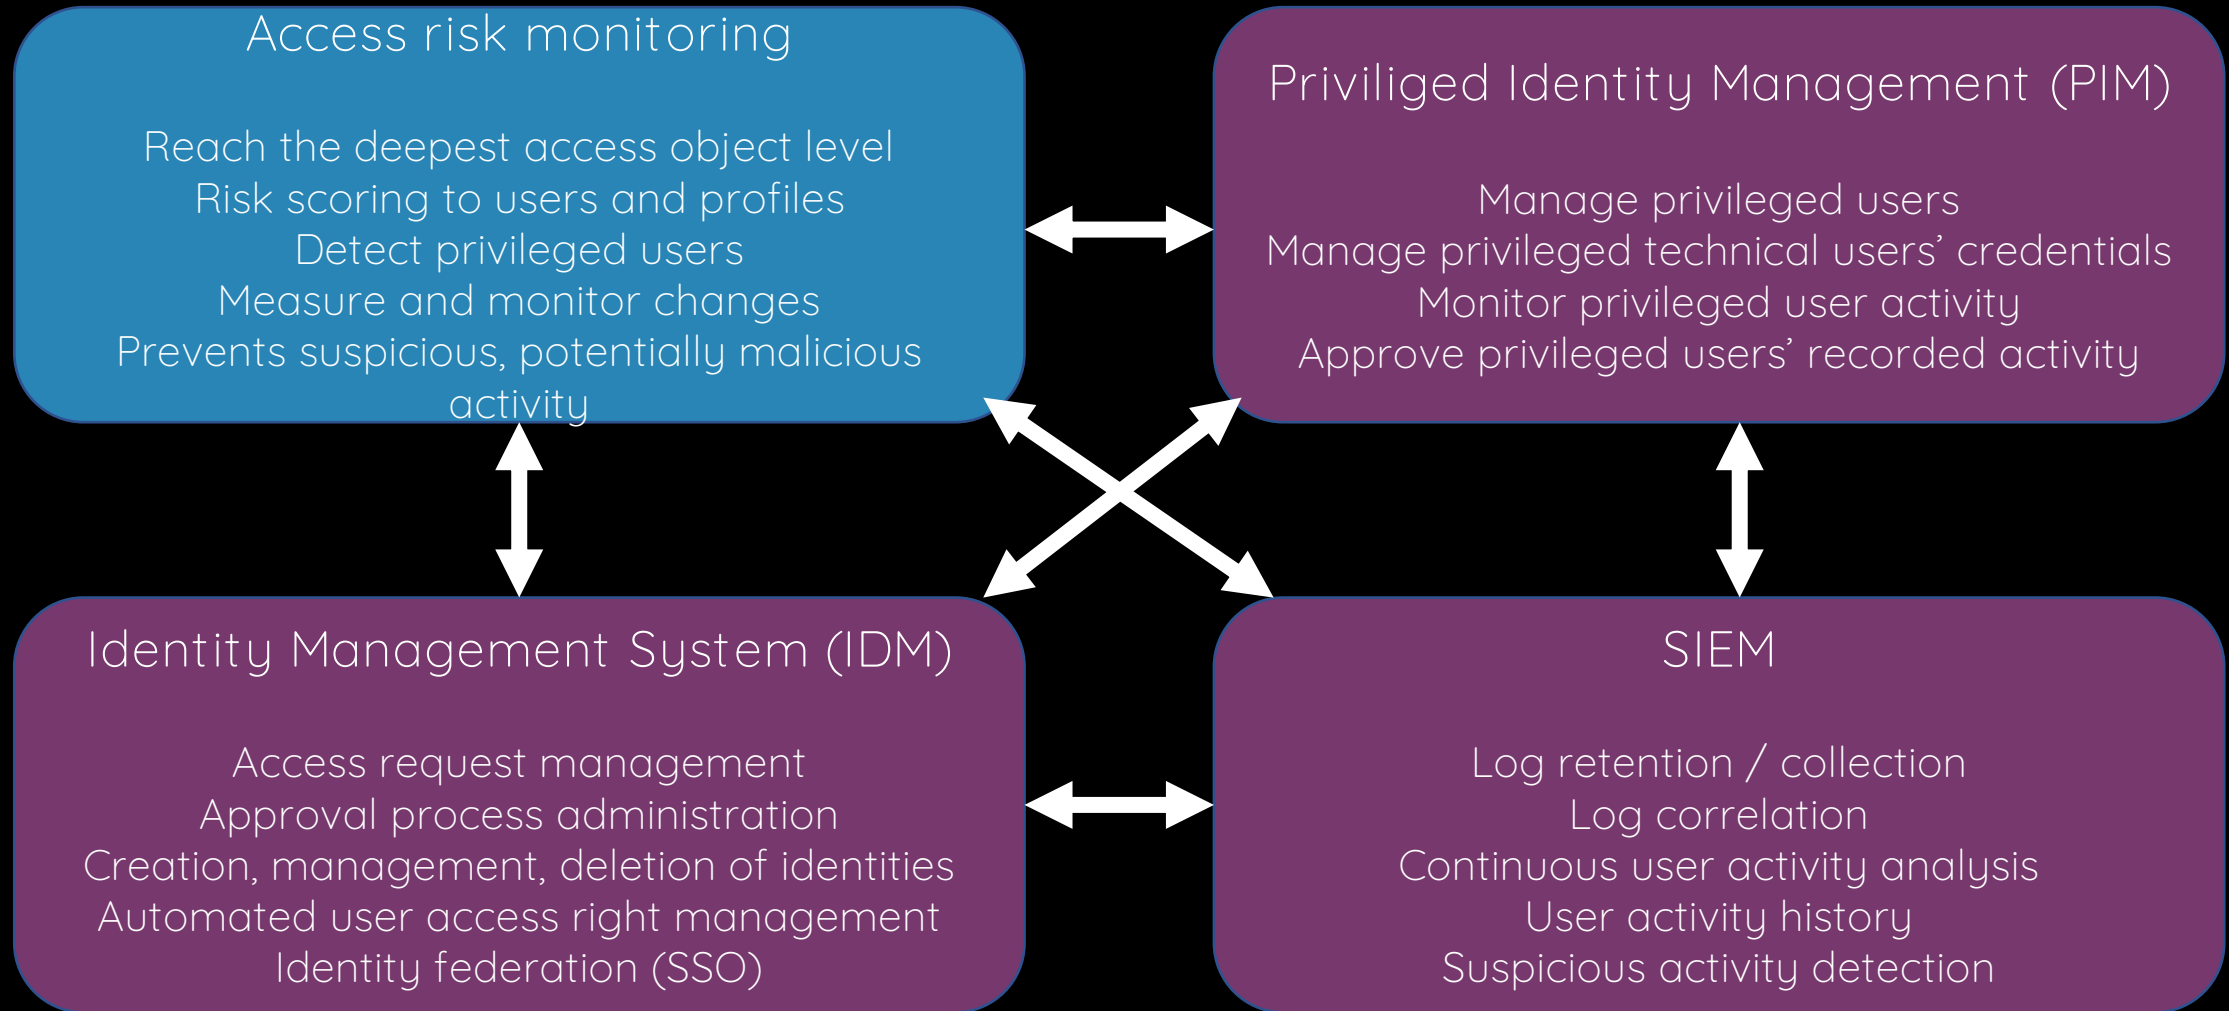 Access risk monitoring
Reach the deepest access object level
Risk scoring to users and profiles
Detect privileged users
Measure and monitor changes
Prevents suspicious, potentially malicious
activity
Priviliged Identity Management (PIM)
Manage privileged users
Manage privileged technical users’ credentials
Monitor privileged user activity
Approve privileged users’ recorded activity
Identity Management System (IDM)
Access request management
Approval process administration
Creation, management, deletion of identities
Automated user access right management
Identity federation (SSO)
SIEM
Log retention / collection
Log correlation
Continuous user activity analysis
User activity history
Suspicious activity detection